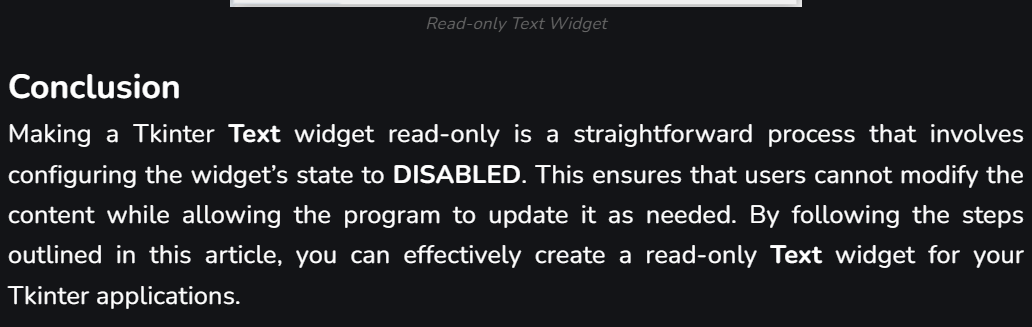 Read-only Text Widget
Conclusion
Making a Tkinter Text widget read-only is a straightforward process that involves
configuring the widget’s state to DISABLED. This ensures that users cannot modify the
content while allowing the program to update it as needed. By following the steps
outlined in this article, you can effectively create a read-only Text widget for your
Tkinter applications.